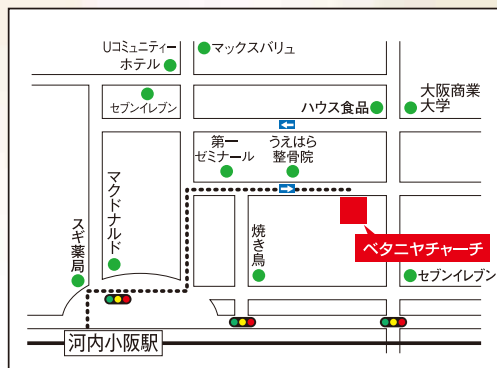 Uコミュニティー
ホテル
マックスバリュ
セブンイレブン
ハウス食品
大阪商業
大学
第一
ゼミナール
うえはら
整骨院
マクドナルド
スギ薬局
焼き鳥
ベタニヤチャーチ
セブンイレブン
河内小阪駅